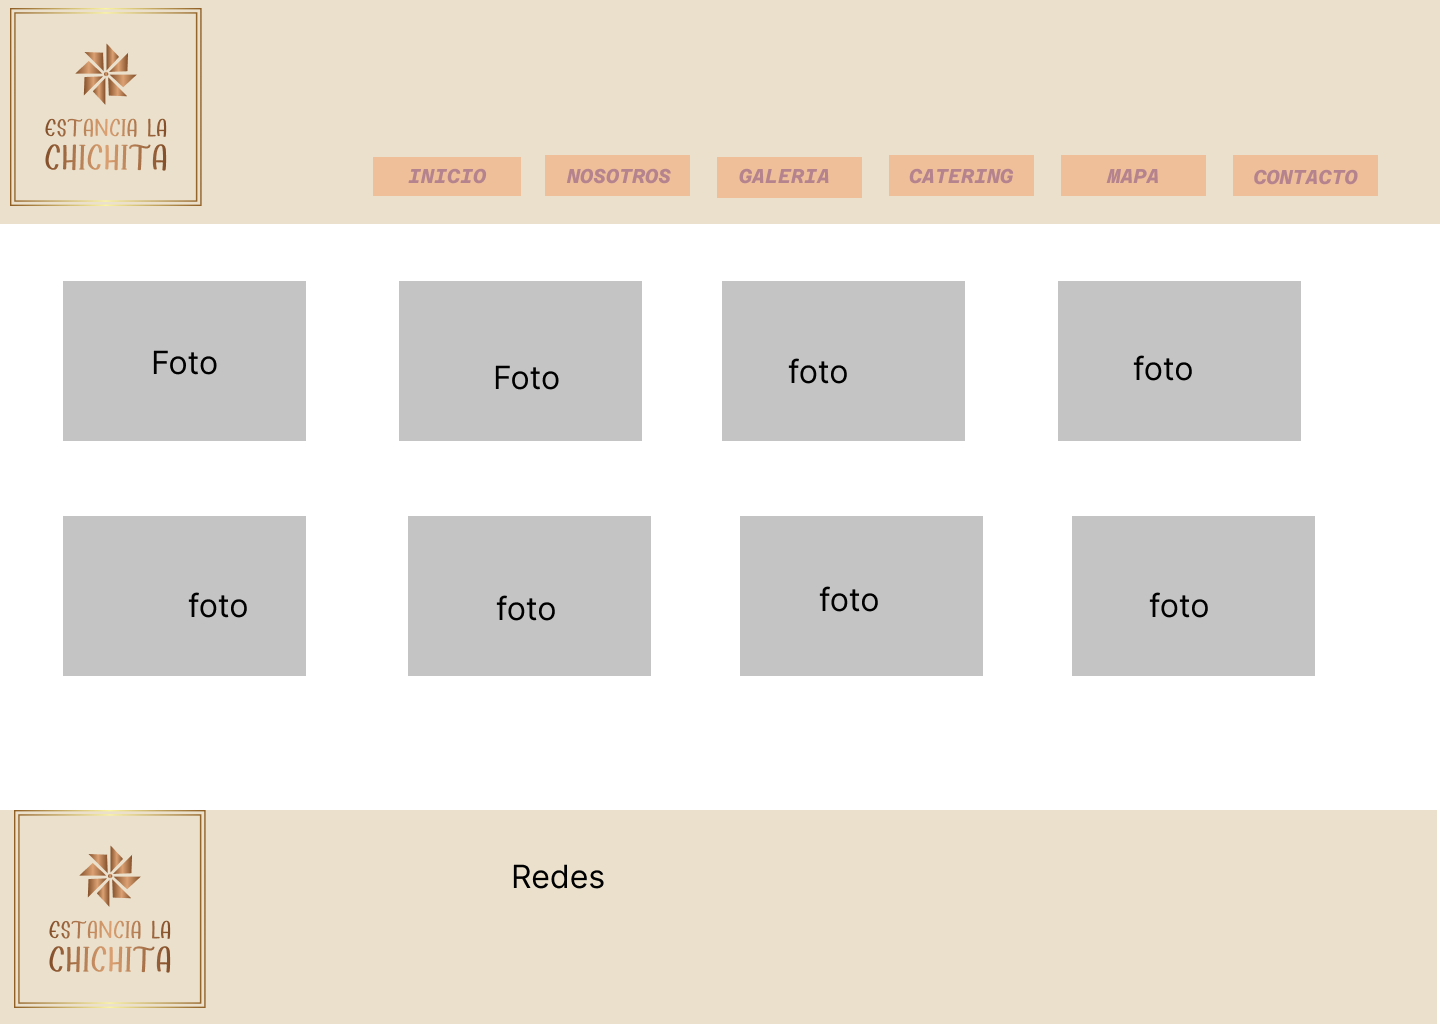 ESTANCIA LA
CHICHITA
INICIO
NOSOTROS
GALERIA
CATERING
MAPA
CONTACTO
Foto
Foto
foto
foto
foto
foto
foto
foto
ESTANCIA LA
CHICHITA
Redes